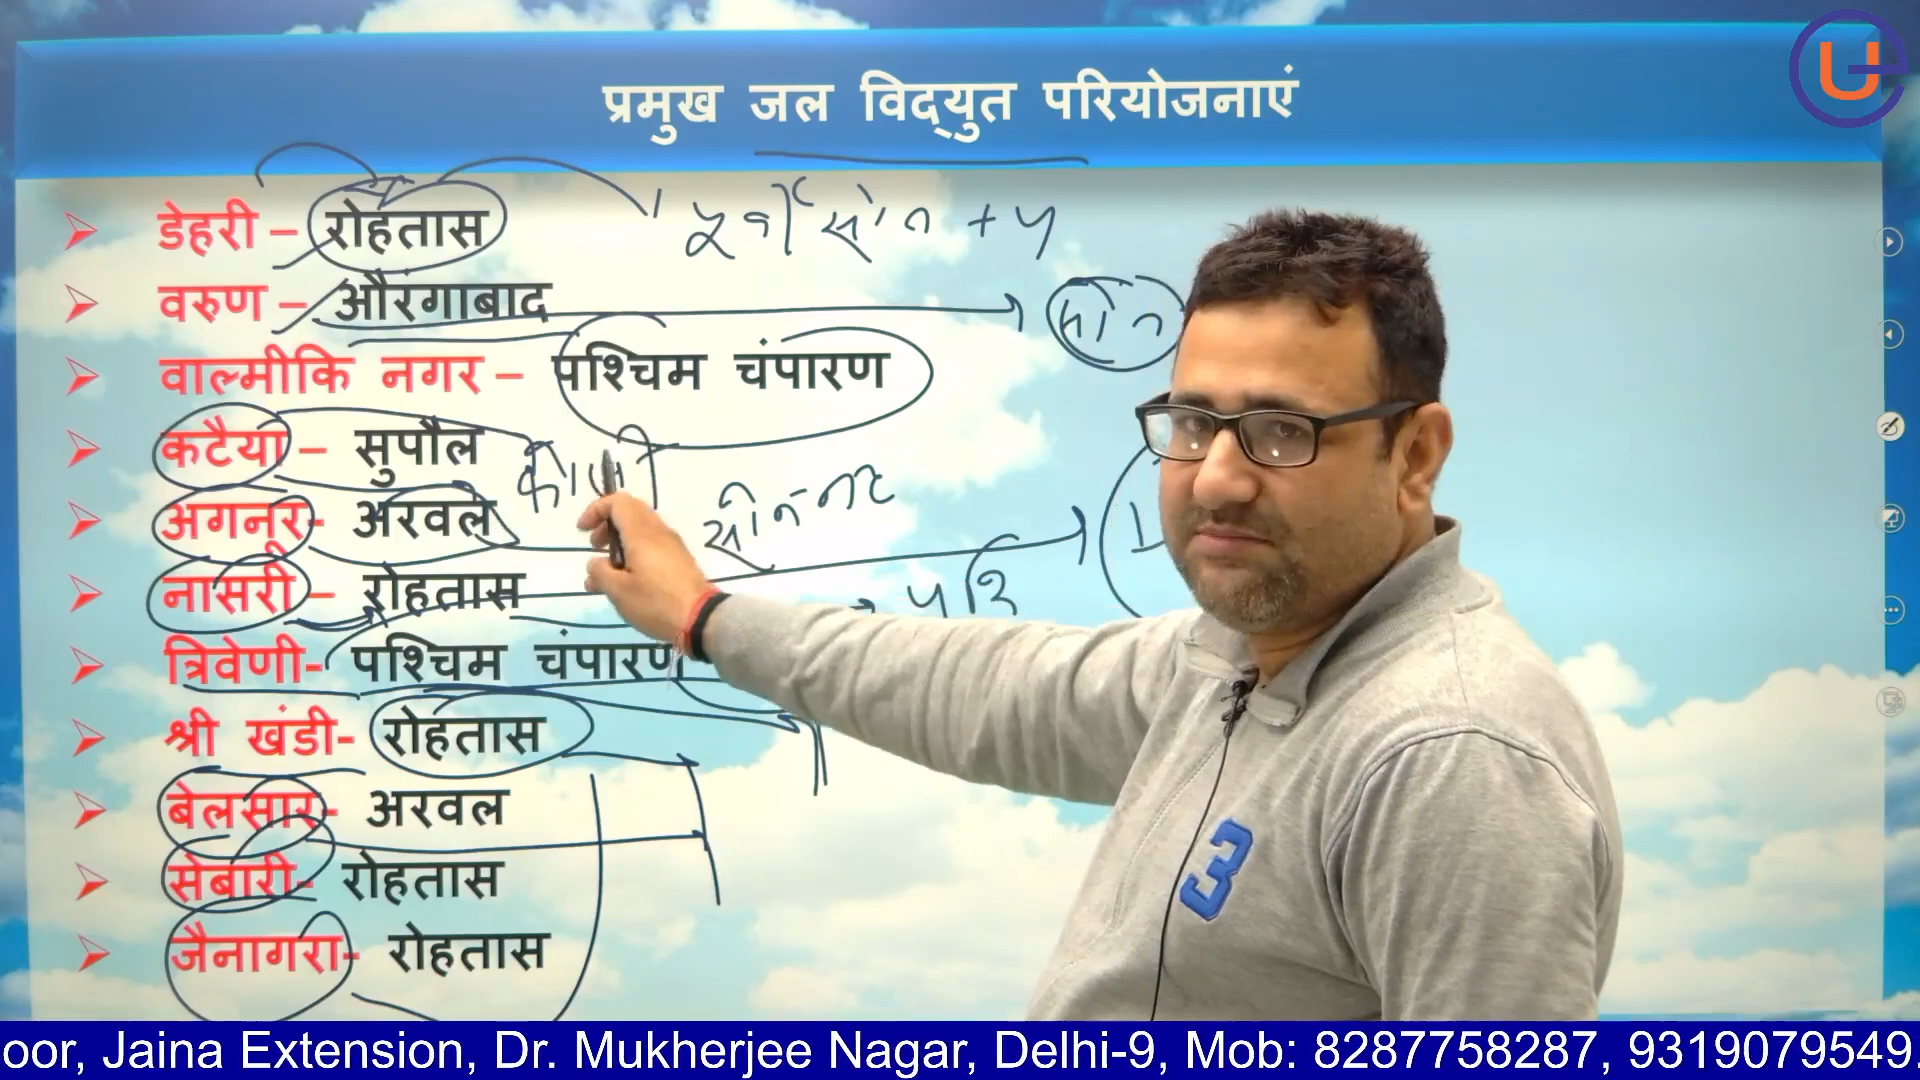 प्रमुख जल विद्युत परियोजनाएं
डेहरी – रोहतास
वरुण – औरंगाबाद
वाल्मीकि नगर – पश्चिम चंपारण
कटैया – सुपौल
अगनूर- अरवल
नासरी – रोहतास
त्रिवेणी- पश्चिम चंपारण
श्री खंडी- रोहतास
बेलसार- अरवल
सेबारी- रोहतास
जैनागरा- रोहतास
3
oor, Jaina Extension, Dr. Mukherjee Nagar, Delhi-9, Mob: 8287758287, 9319079549,